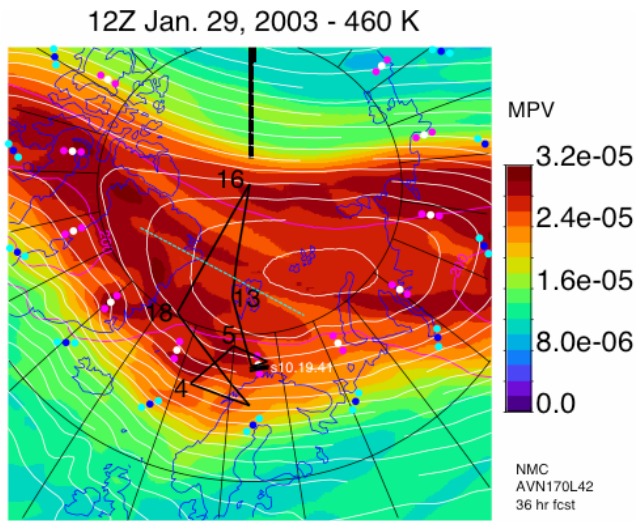 12Z Jan. 29, 2003 - 460 K
MPV
3.2e-05
2.4e-05
1.6e-05
8.0e-06
0.0
16
13
18
5
s10.19.41
4
NMC
AVN170L42
36 hr fcst